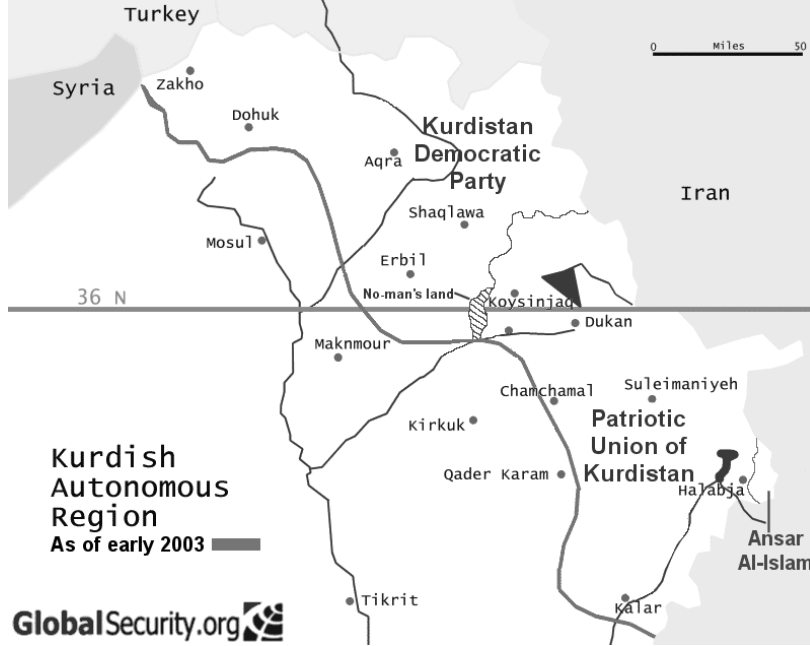 Turkey
0 Miles 50
Syria
Zakho
Dohuk
Kurdistan
Democratic
Party
Aqra
Iran
Shaqlawa
Mosul
Erbil
No-man's land
36 N
Koysinjaq
Dukan
Maknmour
Chamchamal
Suleimaniyeh
Patriotic
Union of
Kurdistan
Kirkuk
Qader Karam
Halabja
Kurdish
Autonomous
Region
As of early 2003
Ansar
Al-Islam
Tikrit
Kalar
GlobalSecurity.org